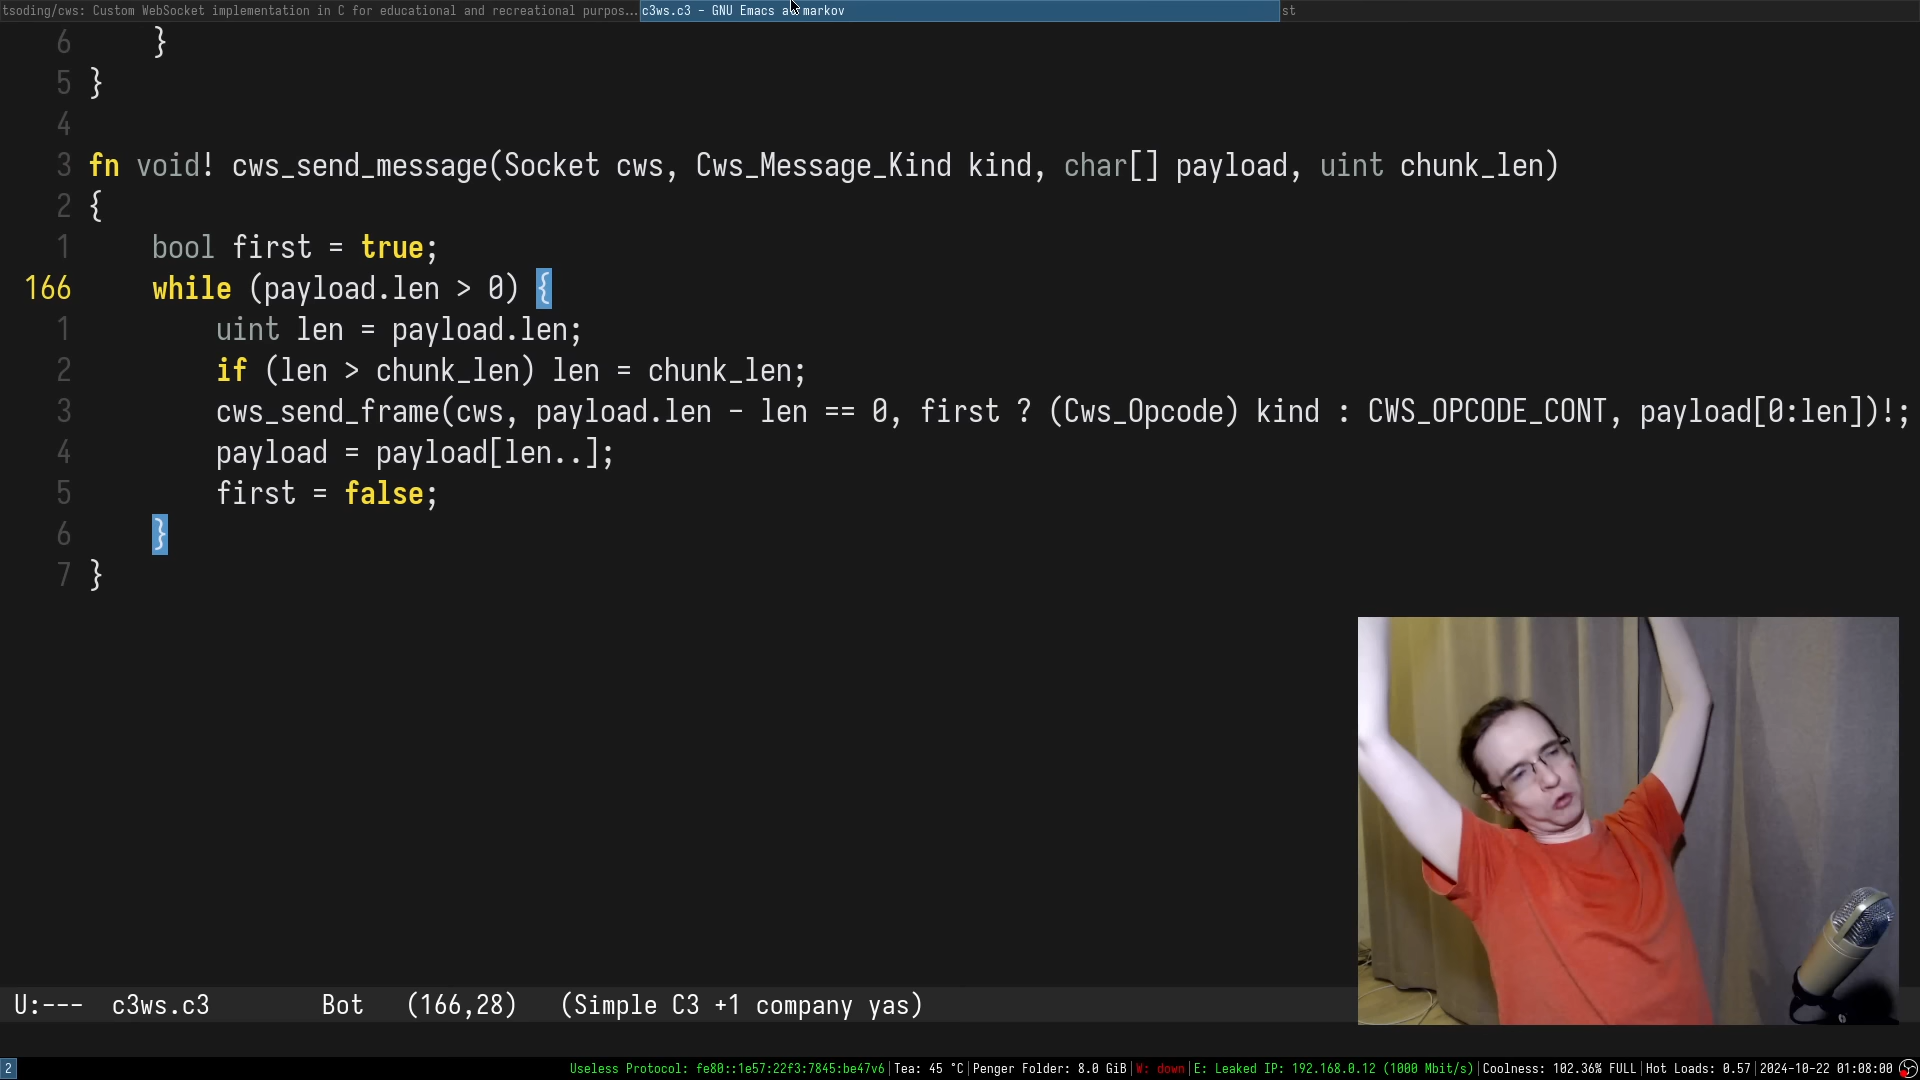 tsoding/cws: Custom WebSocket implementation in C for educational and recreational purpos... c3ws.c3 - GNU Emacs at markov st
6 }
5 }
4
3 fn void! cws_send_message(Socket cws, Cws_Message_Kind kind, char[] payload, uint chunk_len)
2 {
1 bool first = true;
166 while (payload.len > 0) {
1 uint len = payload.len;
2 if (len > chunk_len) len = chunk_len;
3 cws_send_frame(cws, payload.len - len == 0, first ? (Cws_Opcode) kind : CWS_OPCODE_CONT, payload[0:len])!;
4 payload = payload[len..];
5 first = false;
6 }
7 }
U:--- c3ws.c3 Bot (166,28) (Simple C3 +1 company yas)
2 Useless Protocol: fe80::1e57:22f3:7845:be47v6|Tea: 45 °C|Penger Folder: 8.0 GiB|W: down|E: Leaked IP: 192.168.0.12 (1000 Mbit/s)|Coolness: 102.36% FULL|Hot Loads: 0.57|2024-10-22 01:08:00